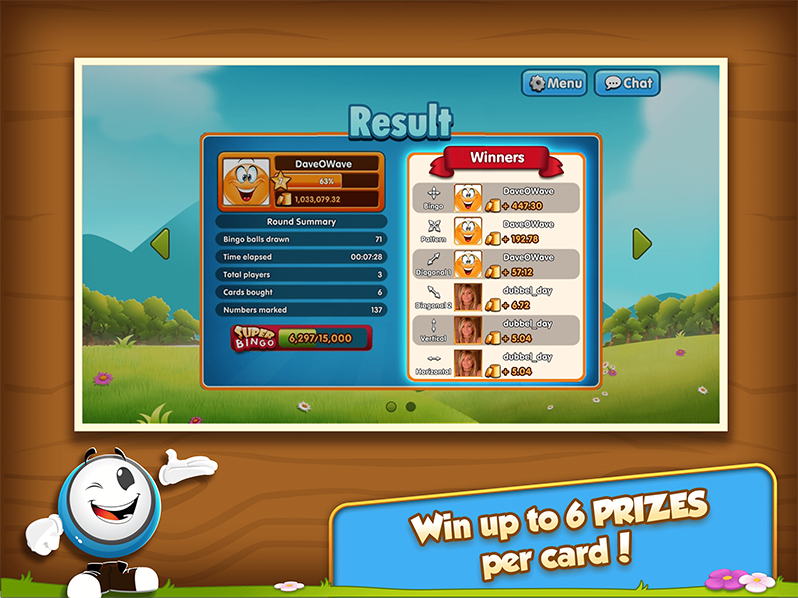 Menu
Chat
Result
DaveOWave
63%
1,033,079.32
Round Summary
Bingo balls drawn 71
Time elapsed 00:07:28
Total players 3
Cards bought 6
Numbers marked 137
SUPER
BINGO
6,297/15,000
Winners
DaveOWave
Bingo + 447.30
DaveOWave
Pattern + 192.78
DaveOWave
Diagonal 1 + 57.12
dubbel_day
Diagonal 2 + 6.72
dubbel_day
Vertical + 5.04
dubbel_day
Horizontal + 5.04
Win up to 6 PRIZES
per card!